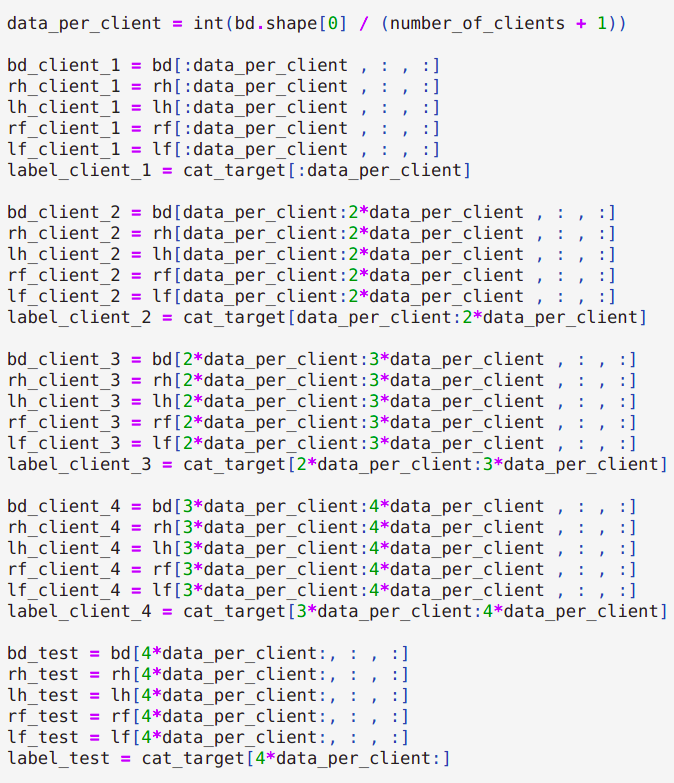 data_per_client = int(bd.shape[0] / (number_of_clients + 1))
bd_client_1 = bd[:data_per_client , : , :]
rh_client_1 = rh[:data_per_client , : , :]
lh_client_1 = lh[:data_per_client , : , :]
rf_client_1 = rf[:data_per_client , : , :]
lf_client_1 = lf[:data_per_client , : , :]
label_client_1 = cat_target[:data_per_client]
bd_client_2 = bd[data_per_client:2*data_per_client , : , :]
rh_client_2 = rh[data_per_client:2*data_per_client , : , :]
lh_client_2 = lh[data_per_client:2*data_per_client , : , :]
rf_client_2 = rf[data_per_client:2*data_per_client , : , :]
lf_client_2 = lf[data_per_client:2*data_per_client , : , :]
label_client_2 = cat_target[data_per_client:2*data_per_client]
bd_client_3 = bd[2*data_per_client:3*data_per_client , : , :]
rh_client_3 = rh[2*data_per_client:3*data_per_client , : , :]
lh_client_3 = lh[2*data_per_client:3*data_per_client , : , :]
rf_client_3 = rf[2*data_per_client:3*data_per_client , : , :]
lf_client_3 = lf[2*data_per_client:3*data_per_client , : , :]
label_client_3 = cat_target[2*data_per_client:3*data_per_client]
bd_client_4 = bd[3*data_per_client:4*data_per_client , : , :]
rh_client_4 = rh[3*data_per_client:4*data_per_client , : , :]
lh_client_4 = lh[3*data_per_client:4*data_per_client , : , :]
rf_client_4 = rf[3*data_per_client:4*data_per_client , : , :]
lf_client_4 = lf[3*data_per_client:4*data_per_client , : , :]
label_client_4 = cat_target[3*data_per_client:4*data_per_client]
bd_test = bd[4*data_per_client:, : , :]
rh_test = rh[4*data_per_client:, : , :]
lh_test = lh[4*data_per_client:, : , :]
rf_test = rf[4*data_per_client:, : , :]
lf_test = lf[4*data_per_client:, : , :]
label_test = cat_target[4*data_per_client:]